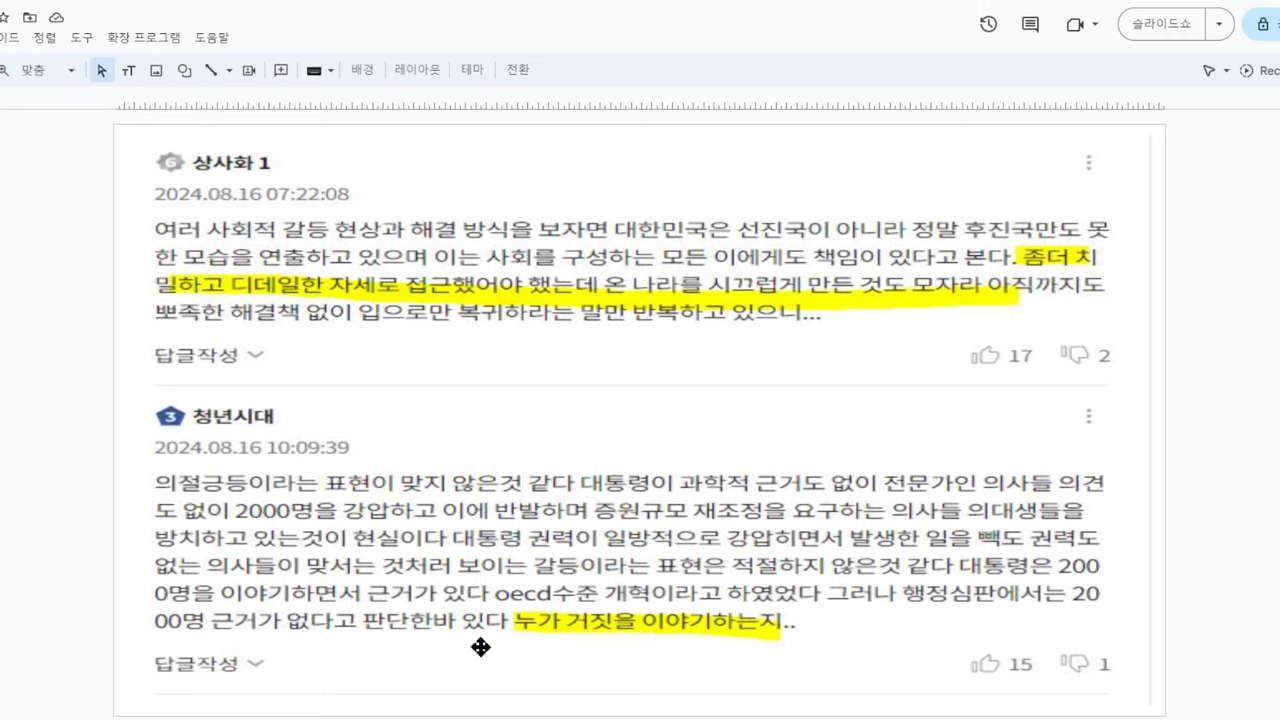 이드 정렬 도구 확장 프로그램 도움말
슬라이드쇼
맞춤 배경 레이아웃 테마 전환 Rec
6 상사화 1
2024.08.16 07:22:08
여러 사회적 갈등 현상과 해결 방식을 보자면 대한민국은 선진국이 아니라 정말 후진국만도 못
한 모습을 연출하고 있으며 이는 사회를 구성하는 모든 이에게도 책임이 있다고 본다. 좀더 치
밀하고 디데일한 자세로 접근했어야 했는데 온 나라를 시끄럽게 만든 것도 모자라 아직까지도
뽀족한 해결책 없이 입으로만 복귀하라는 말만 반복하고 있으니...
답글작성 17 2
3 청년시대
2024.08.16 10:09:39
의절긍등이라는 표현이 맞지 않은것 같다 대통령이 과학적 근거도 없이 전문가인 의사들 의견
도 없이 2000명을 강압하고 이에 반발하며 증원규모 재조정을 요구하는 의사들 의대생들을
방치하고 있는것이 현실이다 대통령 권력이 일방적으로 강압히면서 발생한 일을 빽도 권력도
없는 의사들이 맞서는 것처러 보이는 갈등이라는 표현은 적절하지 않은것 같다 대통령은 200
0명을 이야기하면서 근거가 있다 oecd수준 개혁이라고 하였었다 그러나 행정심판에서는 20
00명 근거가 없다고 판단한바 있다 누가 거짓을 이야기하는지..
답글작성 15 1